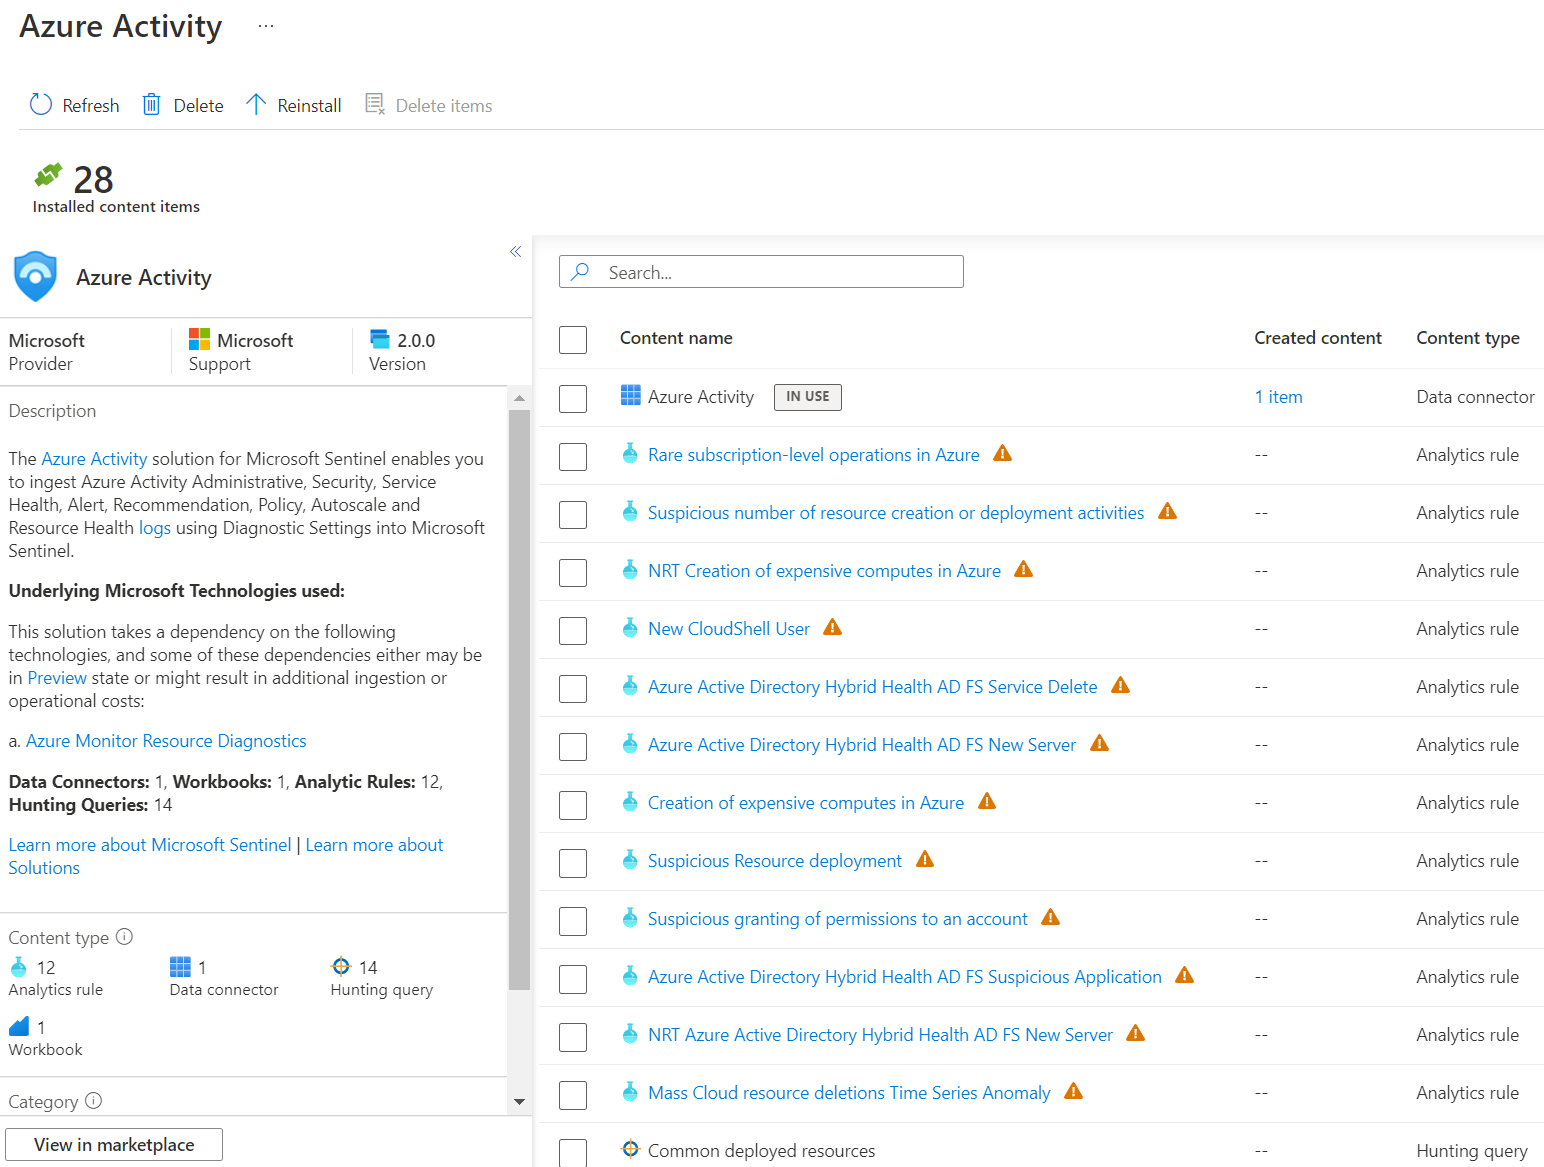 Azure Activity ...
Refresh Delete Reinstall Delete items
28
Installed content items
Azure Activity
Microsoft
Provider
Microsoft
Support
2.0.0
Version
Description
The Azure Activity solution for Microsoft Sentinel enables you
to ingest Azure Activity Administrative, Security, Service
Health, Alert, Recommendation, Policy, Autoscale and
Resource Health logs using Diagnostic Settings into Microsoft
Sentinel.
Underlying Microsoft Technologies used:
This solution takes a dependency on the following
technologies, and some of these dependencies either may be
in Preview state or might result in additional ingestion or
operational costs:
a. Azure Monitor Resource Diagnostics
Data Connectors: 1, Workbooks: 1, Analytic Rules: 12,
Hunting Queries: 14
Learn more about Microsoft Sentinel | Learn more about
Solutions
Content type
12
Analytics rule
1
Data connector
14
Hunting query
1
Workbook
Category
View in marketplace
Search...
Content name Created content Content type
Azure Activity IN USE 1 item Data connector
Rare subscription-level operations in Azure -- Analytics rule
Suspicious number of resource creation or deployment activities -- Analytics rule
NRT Creation of expensive computes in Azure -- Analytics rule
New CloudShell User -- Analytics rule
Azure Active Directory Hybrid Health AD FS Service Delete -- Analytics rule
Azure Active Directory Hybrid Health AD FS New Server -- Analytics rule
Creation of expensive computes in Azure -- Analytics rule
Suspicious Resource deployment -- Analytics rule
Suspicious granting of permissions to an account -- Analytics rule
Azure Active Directory Hybrid Health AD FS Suspicious Application -- Analytics rule
NRT Azure Active Directory Hybrid Health AD FS New Server -- Analytics rule
Mass Cloud resource deletions Time Series Anomaly -- Analytics rule
Common deployed resources -- Hunting query